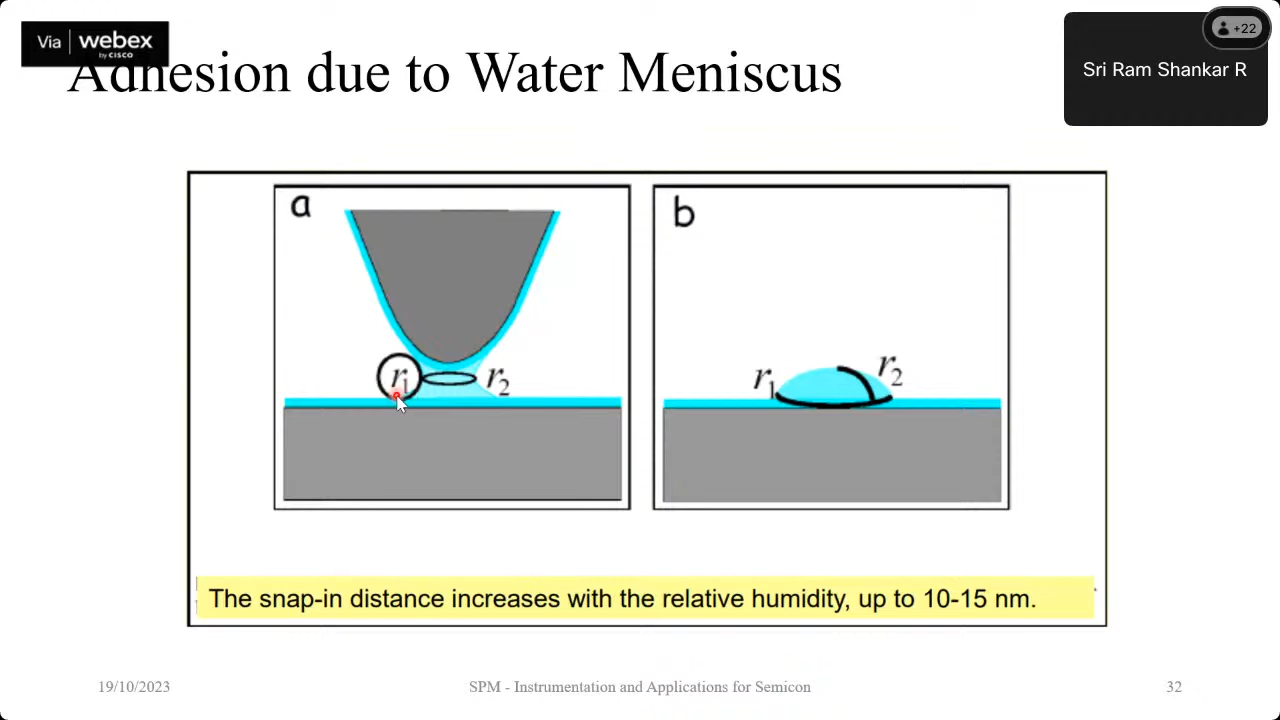 Via webex
by CISCO
+22
Sri Ram Shankar R
Adhesion due to Water Meniscus
a
r1
r2
b
r1
r2
The snap-in distance increases with the relative humidity, up to 10-15 nm.
19/10/2023
SPM - Instrumentation and Applications for Semicon
32